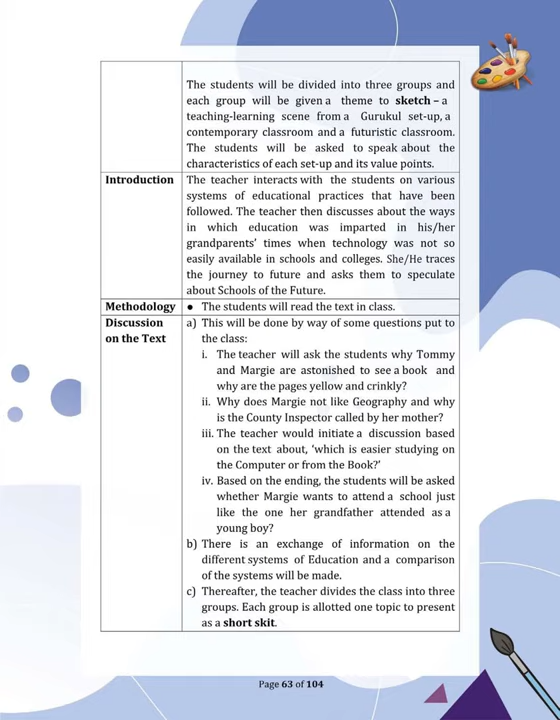 The students will be divided into three groups and
each group will be given a theme to sketch – a
teaching-learning scene from a Gurukul set-up, a
contemporary classroom and a futuristic classroom.
The students will be asked to speak about the
characteristics of each set-up and its value points.
Introduction
The teacher interacts with the students on various
systems of educational practices that have been
followed. The teacher then discusses about the ways
in which education was imparted in his/her
grandparents' times when technology was not so
easily available in schools and colleges. She/He traces
the journey to future and asks them to speculate
about Schools of the Future.
Methodology
● The students will read the text in class.
Discussion
on the Text
a) This will be done by way of some questions put to
the class:
i. The teacher will ask the students why Tommy
and Margie are astonished to see a book and
why are the pages yellow and crinkly?
ii. Why does Margie not like Geography and why
is the County Inspector called by her mother?
iii. The teacher would initiate a discussion based
on the text about, 'which is easier studying on
the Computer or from the Book?'
iv. Based on the ending, the students will be asked
whether Margie wants to attend a school just
like the one her grandfather attended as a
young boy?
b) There is an exchange of information on the
different systems of Education and a comparison
of the systems will be made.
c) Thereafter, the teacher divides the class into three
groups. Each group is allotted one topic to present
as a short skit.
Page 63 of 104